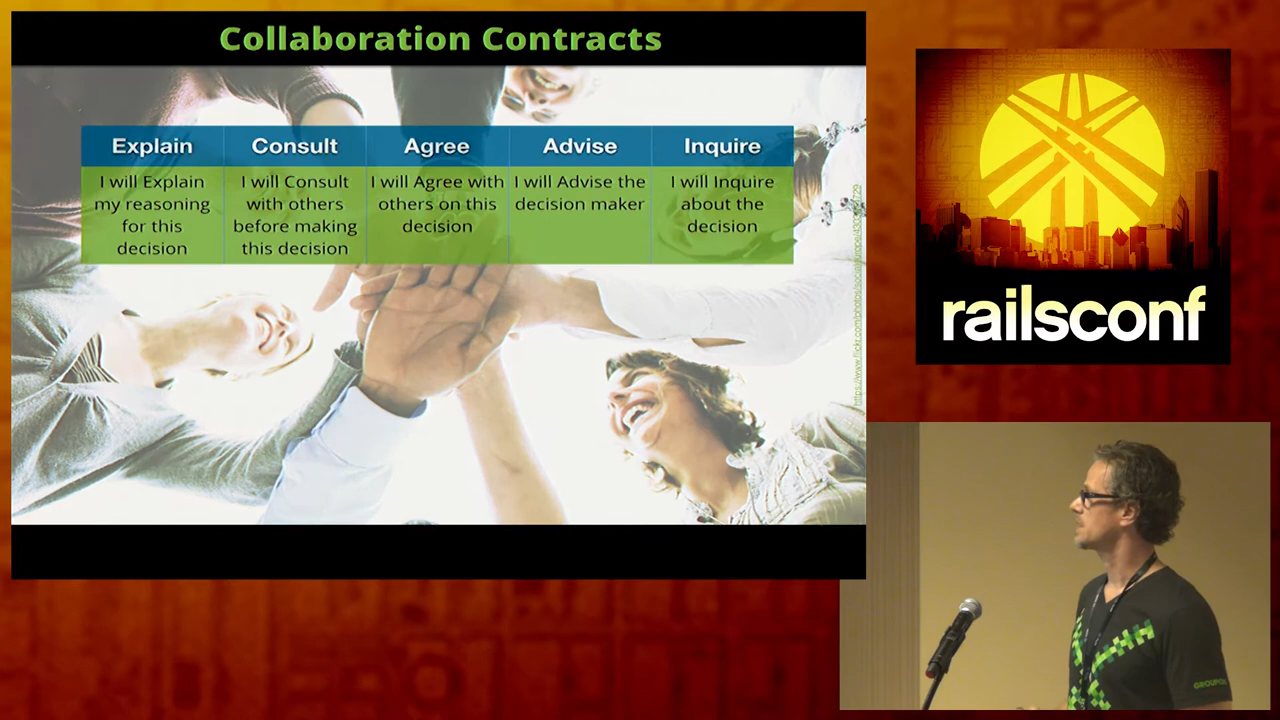 Collaboration Contracts
Explain
Consult
Agree
Advise
Inquire
I will Explain
my reasoning
for this
decision
I will Consult
with others
before making
this decision
I will Agree with
others on this
decision
I will Advise the
decision maker
I will Inquire
about the
decision
railsconf